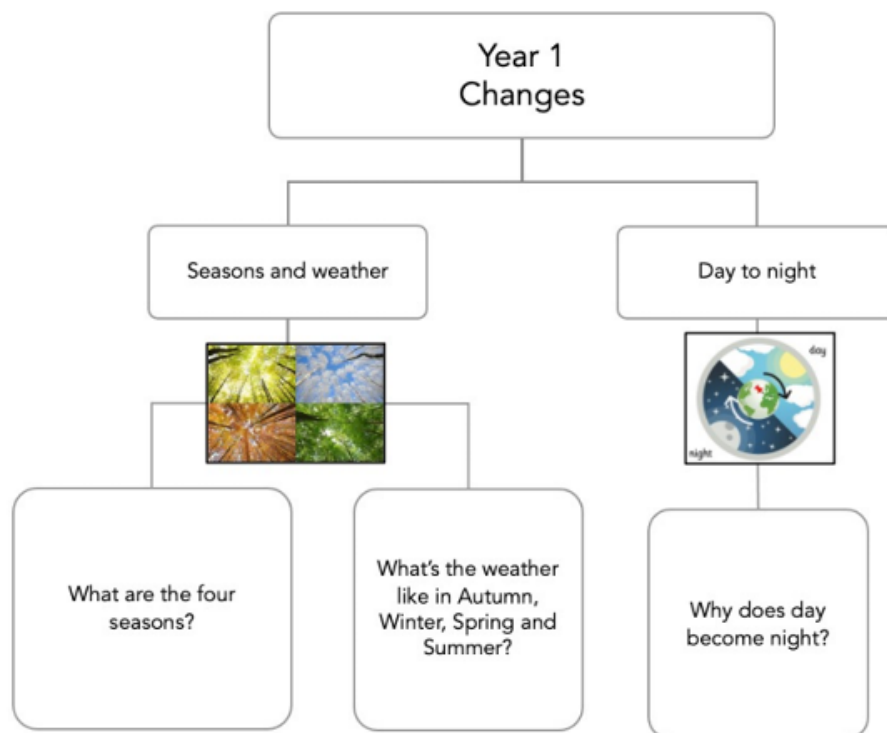 Year 1
Changes
Seasons and weather
Day to night
day
night
What are the four
seasons?
What's the weather
like in Autumn,
Winter, Spring and
Summer?
Why does day
become night?